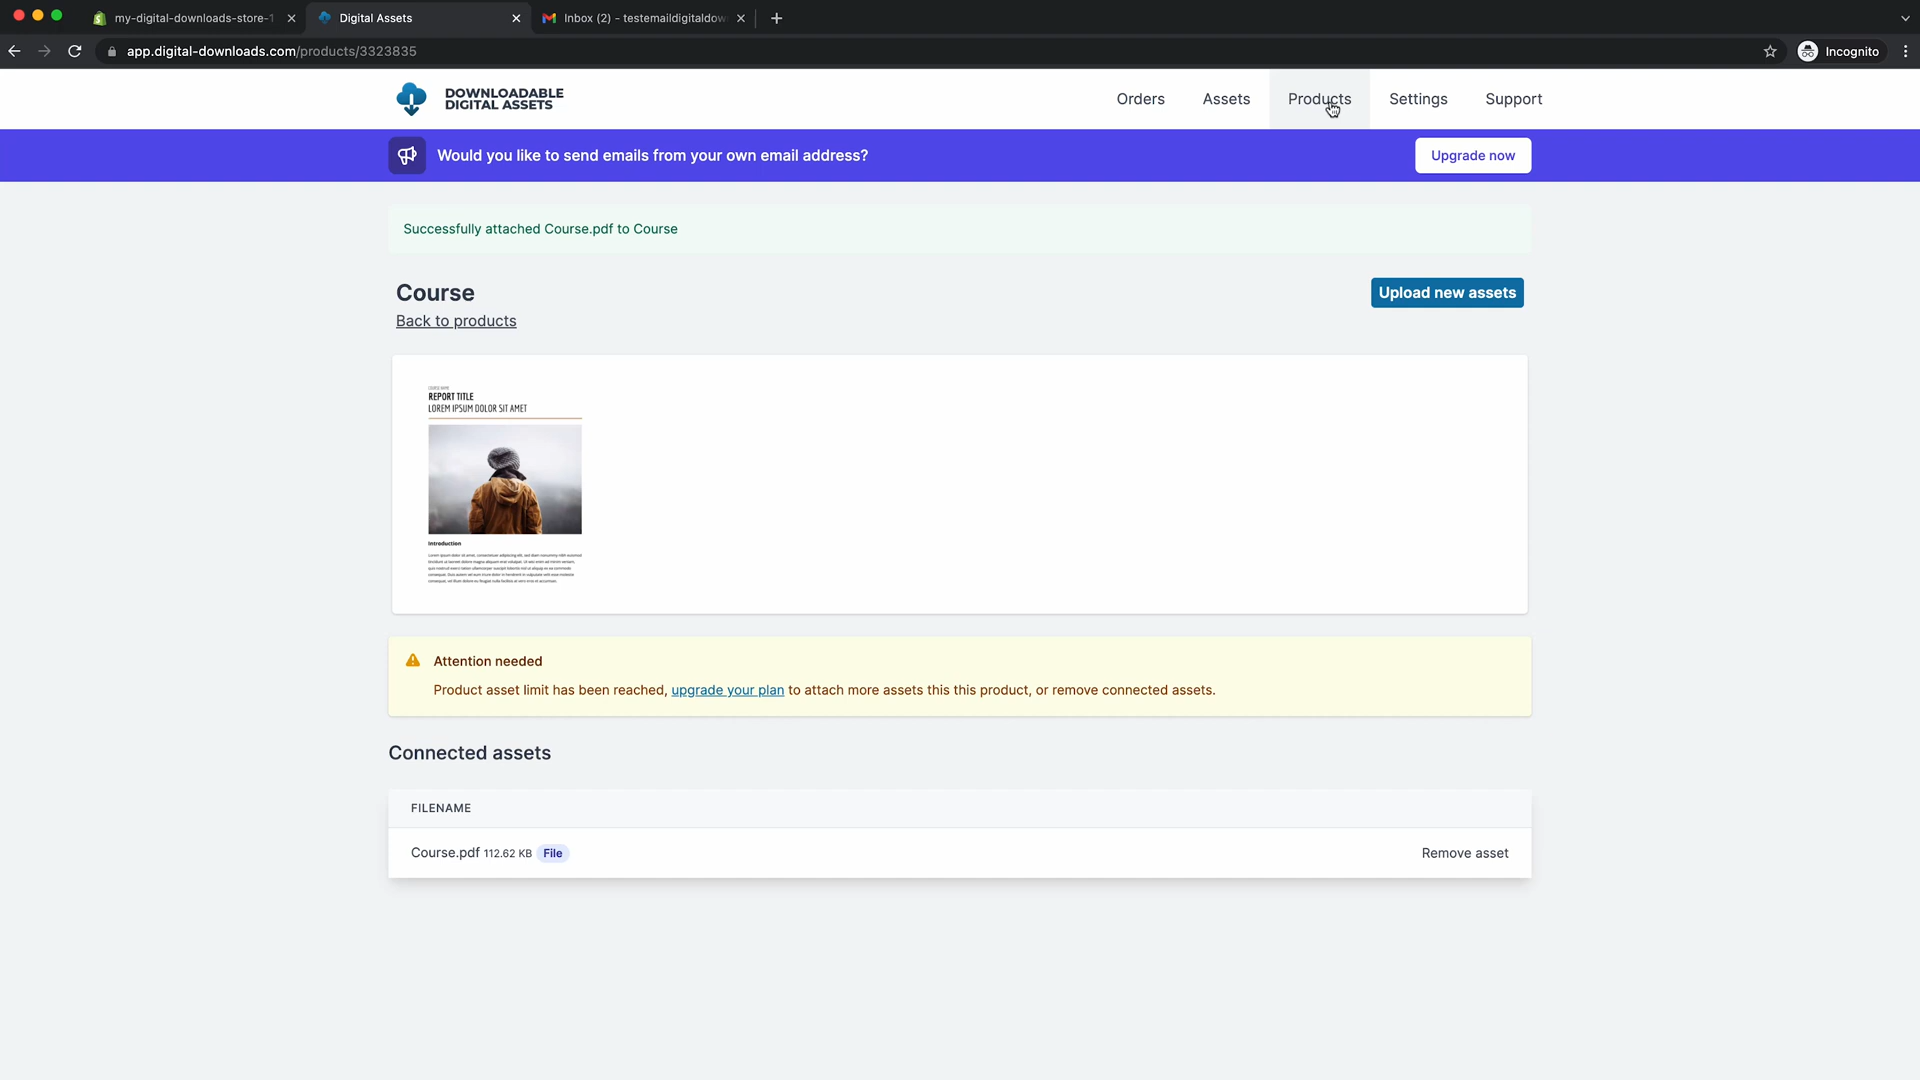 my-digital-downloads-store-1
Digital Assets
Inbox (2) - testemaildigitaldow
app.digital-downloads.com/products/3323835
Incognito
DOWNLOADABLE
DIGITAL ASSETS
Orders
Assets
Products
Settings
Support
Would you like to send emails from your own email address?
Upgrade now
Successfully attached Course.pdf to Course
Course
Upload new assets
Back to products
COURSE NAME
REPORT TITLE
LOREM IPSUM DOLOR SIT AMET
Introduction
Attention needed
Product asset limit has been reached, upgrade your plan to attach more assets this this product, or remove connected assets.
Connected assets
FILENAME
Course.pdf 112.62 KB File
Remove asset